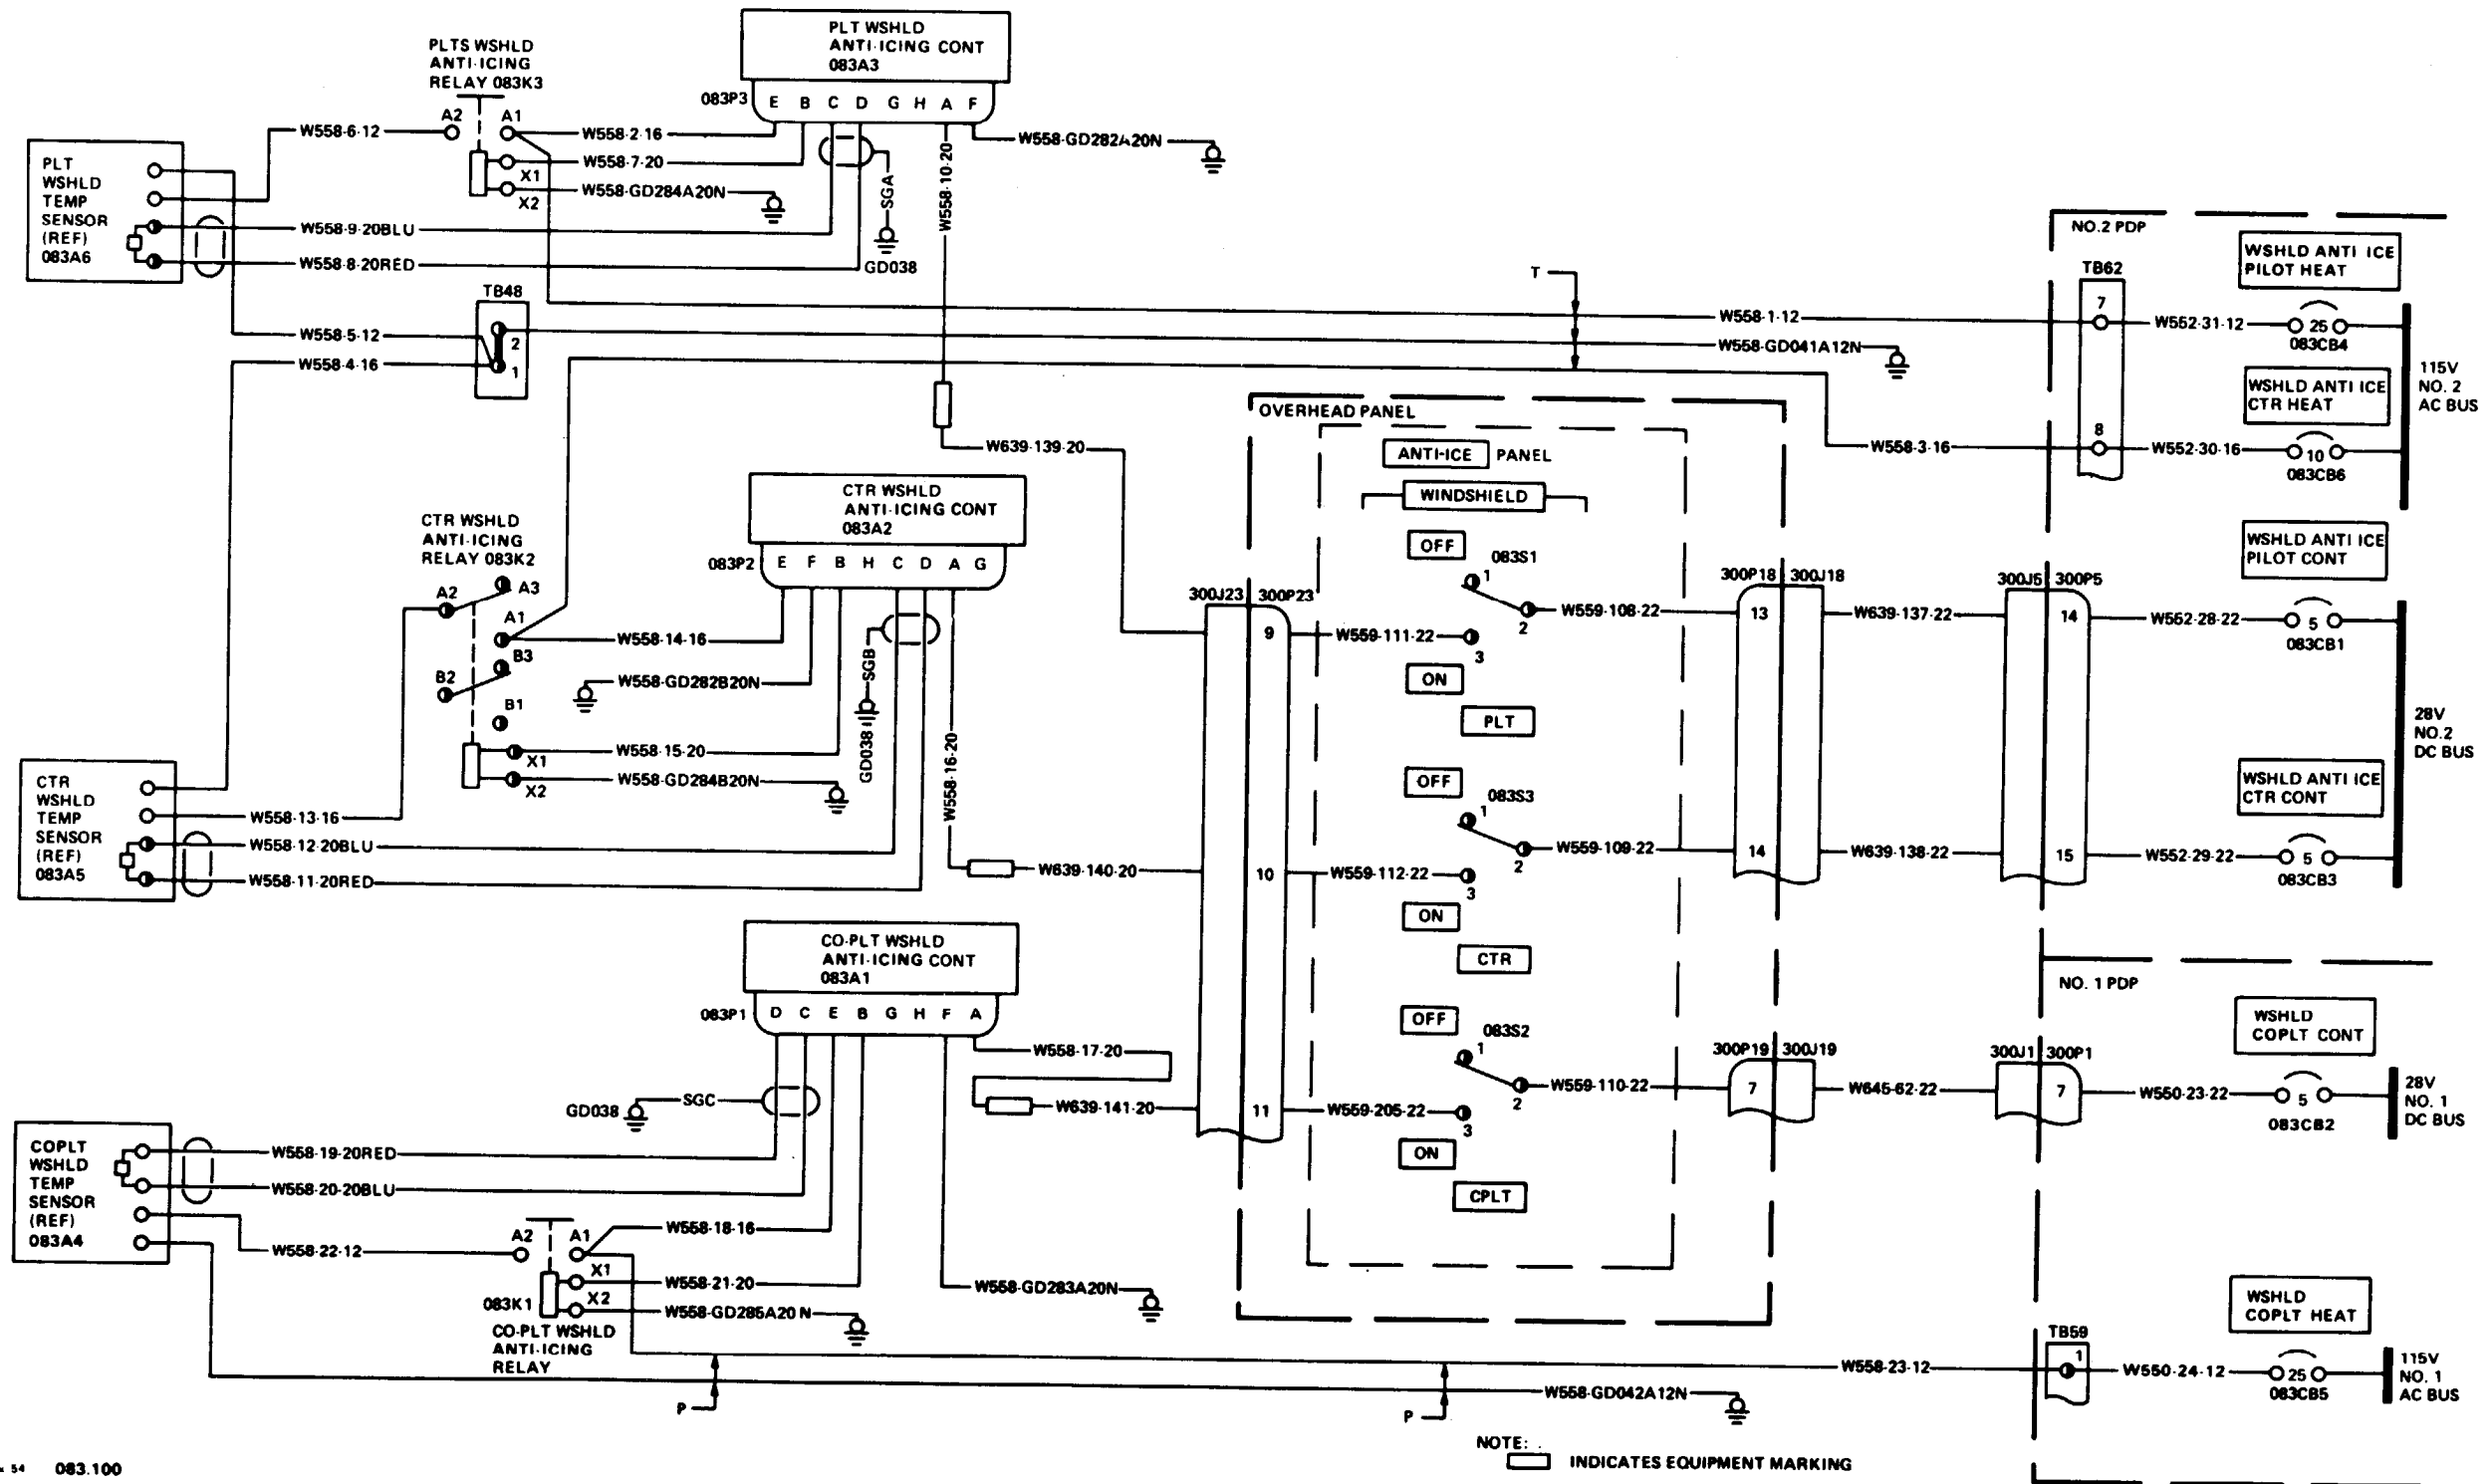 PLT WSHLD
ANTI-ICING CONT
083A3
PLTS WSHLD
ANTI-ICING
RELAY 083K3
083P3
E B C D G H A F
A2
A1
X1
X2
W558-6-12
W558-2-16
W558-7-20
W558-GD284A20N
W558-GD282A20N
SGA
GD038
W558-10-20
PLT
WSHLD
TEMP
SENSOR
(REF)
083A6
W558-9-20BLU
W558-8-20RED
TB48
2
1
W558-5-12
W558-4-16
T
W558-1-12
W558-GD041A12N
W558-3-16
NO.2 PDP
TB62
7
8
W552-31-12
W552-30-16
WSHLD ANTI ICE
PILOT HEAT
25
083CB4
WSHLD ANTI ICE
CTR HEAT
10
083CB6
115V
NO. 2
AC BUS
OVERHEAD PANEL
ANTI-ICE PANEL
WINDSHIELD
W639-139-20
CTR WSHLD
ANTI-ICING CONT
083A2
083P2
E F B H C D A G
CTR WSHLD
ANTI-ICING
RELAY 083K2
A2
A3
A1
B3
B2
B1
X1
X2
W558-14-16
W558-GD282B20N
W558-15-20
W558-GD284B20N
SGB
GD038
W558-16-20
CTR
WSHLD
TEMP
SENSOR
(REF)
083A5
W558-13-16
W558-12-20BLU
W558-11-20RED
W639-140-20
300J23
300P23
9
10
11
OFF
083S1
1
2
3
ON
PLT
W559-111-22
W559-108-22
OFF
083S3
1
2
3
ON
CTR
W559-112-22
W559-109-22
OFF
083S2
1
2
3
ON
CPLT
W559-205-22
W559-110-22
300P18
300J18
13
14
W639-137-22
W639-138-22
300J5
300P5
14
15
W552-28-22
W552-29-22
WSHLD ANTI ICE
PILOT CONT
5
083CB1
WSHLD ANTI ICE
CTR CONT
5
083CB3
28V
NO.2
DC BUS
CO-PLT WSHLD
ANTI-ICING CONT
083A1
083P1
D C E B G H F A
W558-17-20
W639-141-20
SGC
GD038
COPLT
WSHLD
TEMP
SENSOR
(REF)
083A4
W558-19-20RED
W558-20-20BLU
W558-22-12
A2
A1
X1
X2
083K1
CO-PLT WSHLD
ANTI-ICING
RELAY
W558-18-16
W558-21-20
W558-GD285A20N
W558-GD283A20N
300P19
300J19
7
W645-62-22
300J1
300P1
7
W550-23-22
NO. 1 PDP
WSHLD
COPLT CONT
5
083CB2
28V
NO. 1
DC BUS
WSHLD
COPLT HEAT
TB59
1
W558-23-12
W550-24-12
25
083CB5
115V
NO. 1
AC BUS
P
P
W558-GD042A12N
NOTE:
INDICATES EQUIPMENT MARKING
54 083.100